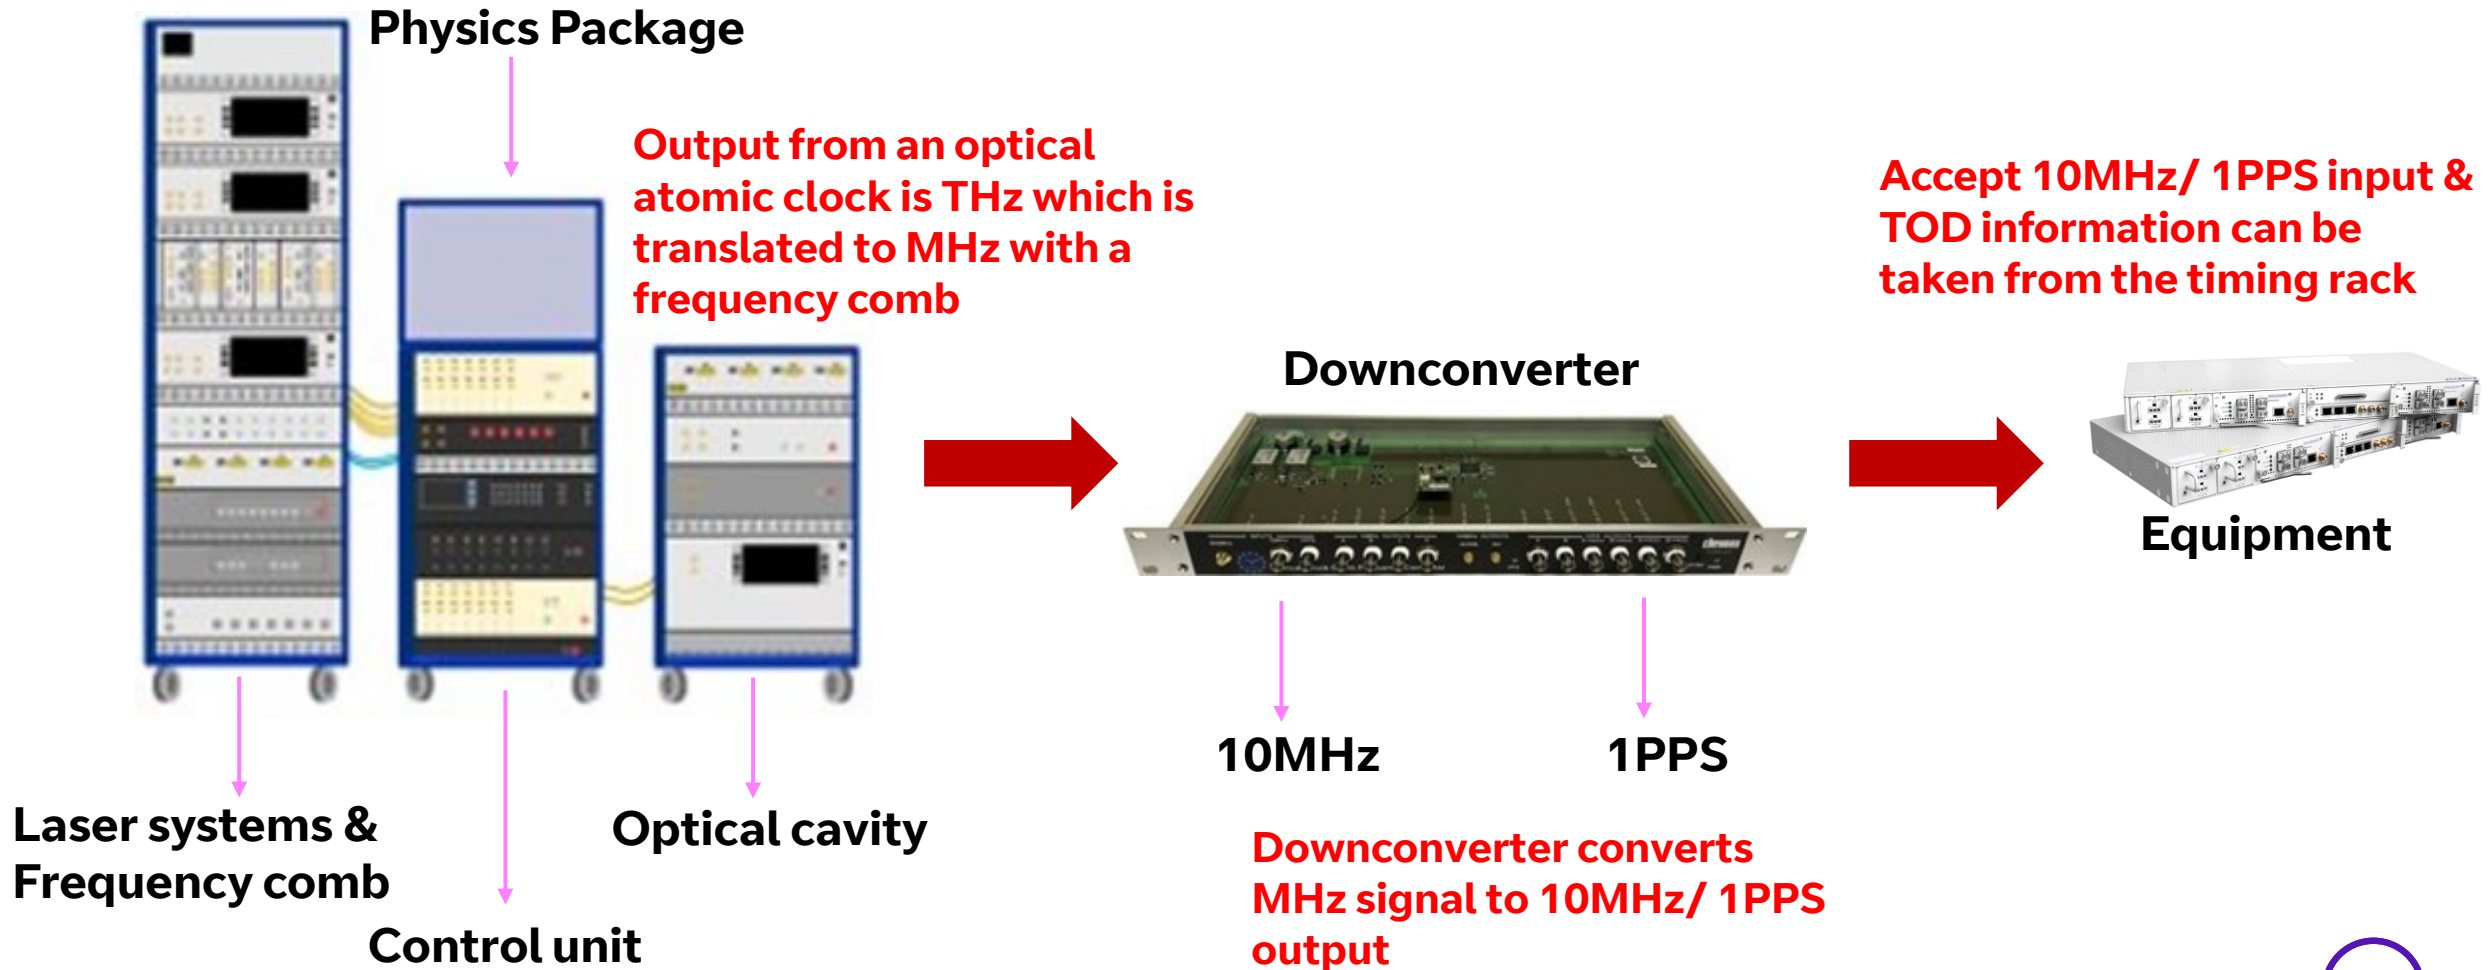 Physics Package
Output from an optical
atomic clock is THz which is
translated to MHz with a
frequency comb
Accept 10MHz/ 1PPS input &
TOD information can be
taken from the timing rack
Downconverter
Equipment
10MHz
1PPS
Laser systems &
Frequency comb
Optical cavity
Control unit
Downconverter converts
MHz signal to 10MHz/ 1PPS
output